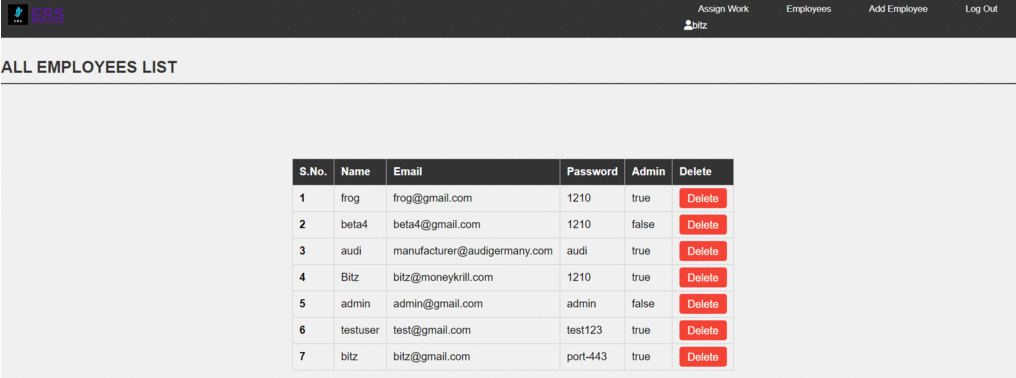 ERS Assign Work Employees Add Employee Log Out
bitz
ALL EMPLOYEES LIST
S.No. Name Email Password Admin Delete
1 frog frog@gmail.com 1210 true Delete
2 beta4 beta4@gmail.com 1210 false Delete
3 audi manufacturer@audigermany.com audi true Delete
4 Bitz bitz@moneykrill.com 1210 true Delete
5 admin admin@gmail.com admin false Delete
6 testuser test@gmail.com test123 true Delete
7 bitz bitz@gmail.com port-443 true Delete